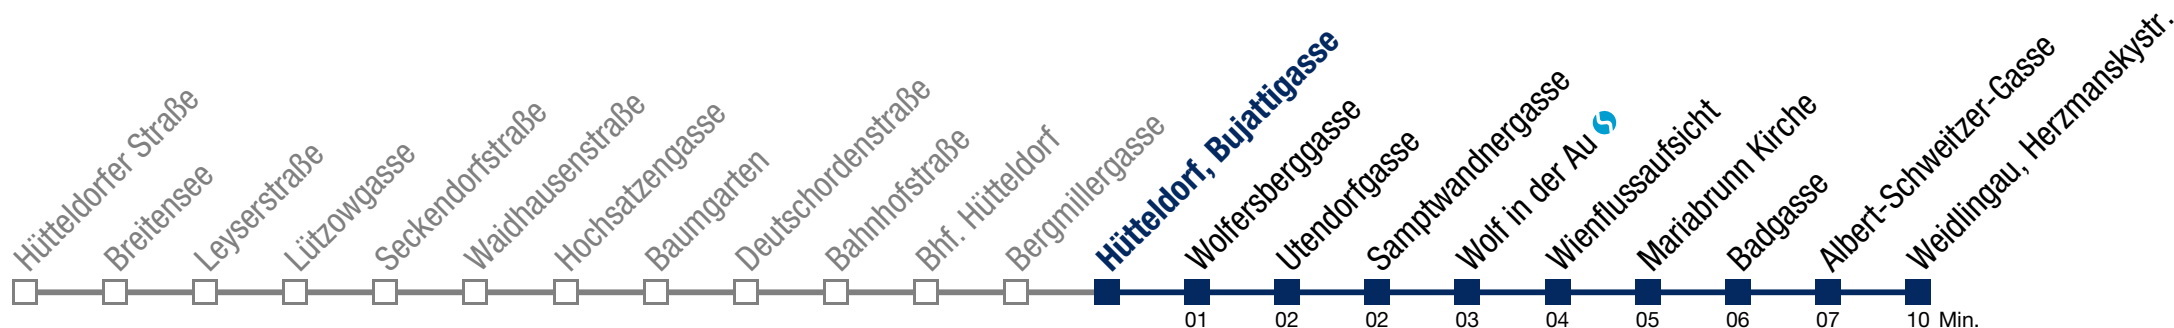 Hütteldorfer Straße
Breitensee
Leyserstraße
Lützowgasse
Seckendorfstraße
Waidhausenstraße
Hochsatzengasse
Baumgarten
Deutschordenstraße
Bahnhofstraße
Bhf. Hütteldorf
Bergmillergasse
Hütteldorf, Bujattigasse
Wolfersberggasse
Utendorfgasse
Samptwandnergasse
Wolf in der Au
Wienflussaufsicht
Mariabrunn Kirche
Badgasse
Albert-Schweitzer-Gasse
Weidlingau, Herzmanskystr.
01 02 02 03 04 05 06 07 10 Min.